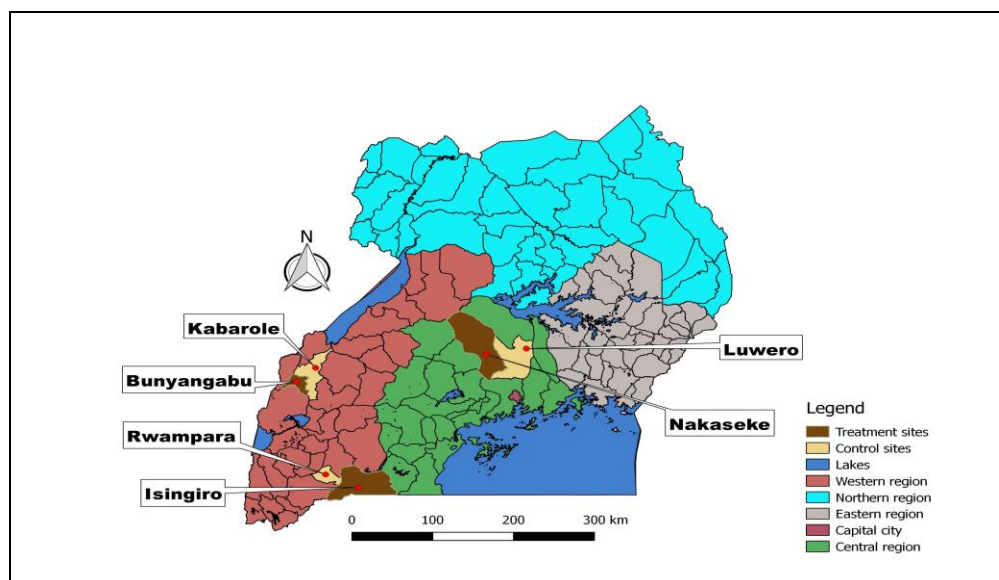 N
Kabarole
Bunyangabu
Rwampara
Isingiro
Luwero
Nakaseke
Legend
Treatment sites
Control sites
Lakes
Western region
Northern region
Eastern region
Capital city
Central region
0 100 200 300 km